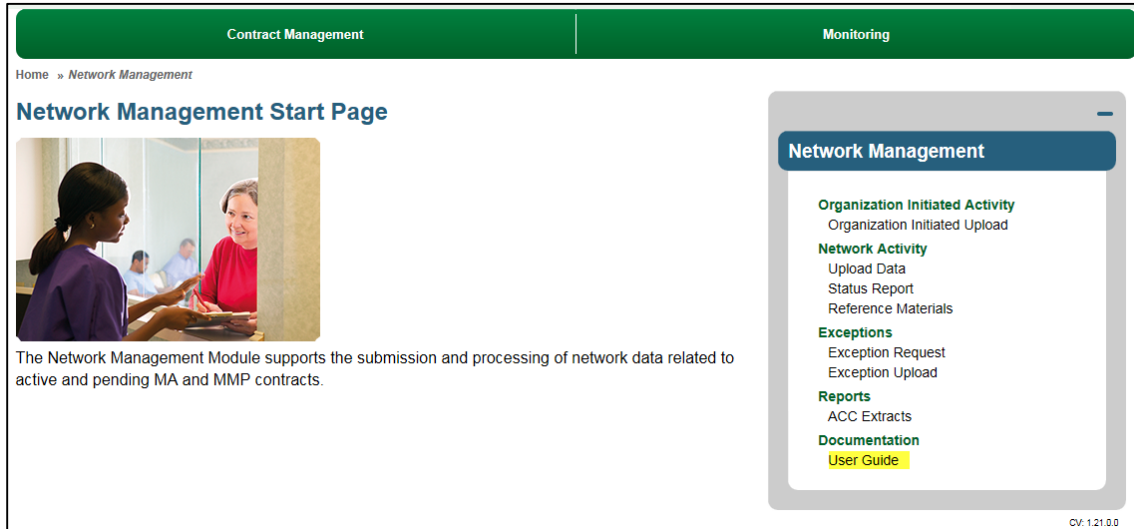 Contract Management
Monitoring
Home » Network Management
Network Management Start Page
The Network Management Module supports the submission and processing of network data related to
active and pending MA and MMP contracts.
Network Management
Organization Initiated Activity
Organization Initiated Upload
Network Activity
Upload Data
Status Report
Reference Materials
Exceptions
Exception Request
Exception Upload
Reports
ACC Extracts
Documentation
User Guide
CV: 1.21.0.0